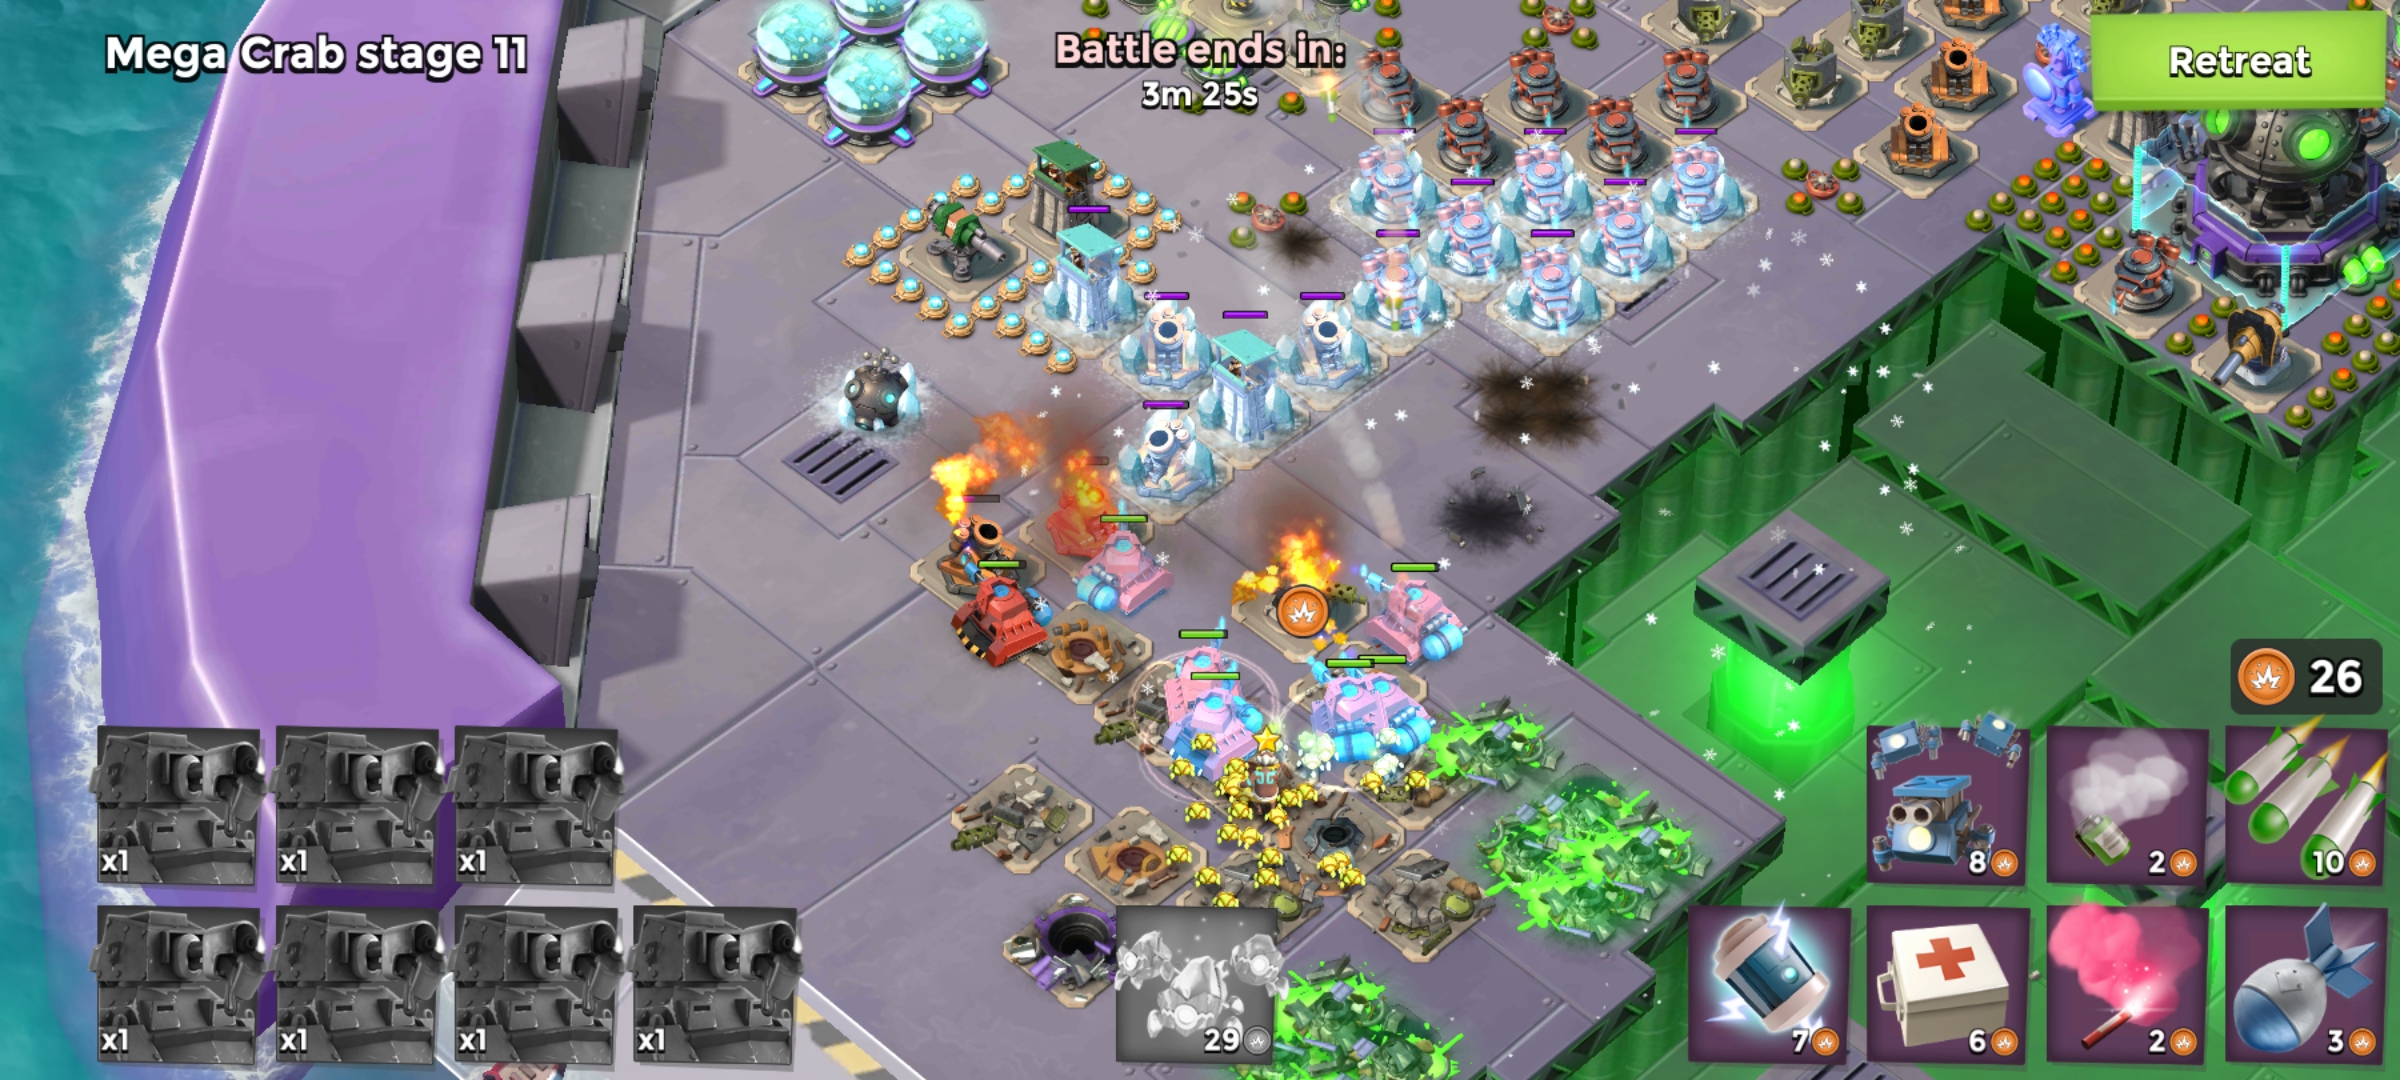 Mega Crab stage 11
Battle ends in:
3m 25s
Retreat
26
x1
x1
x1
8
2
10
x1
x1
x1
x1
29
7
6
2
3